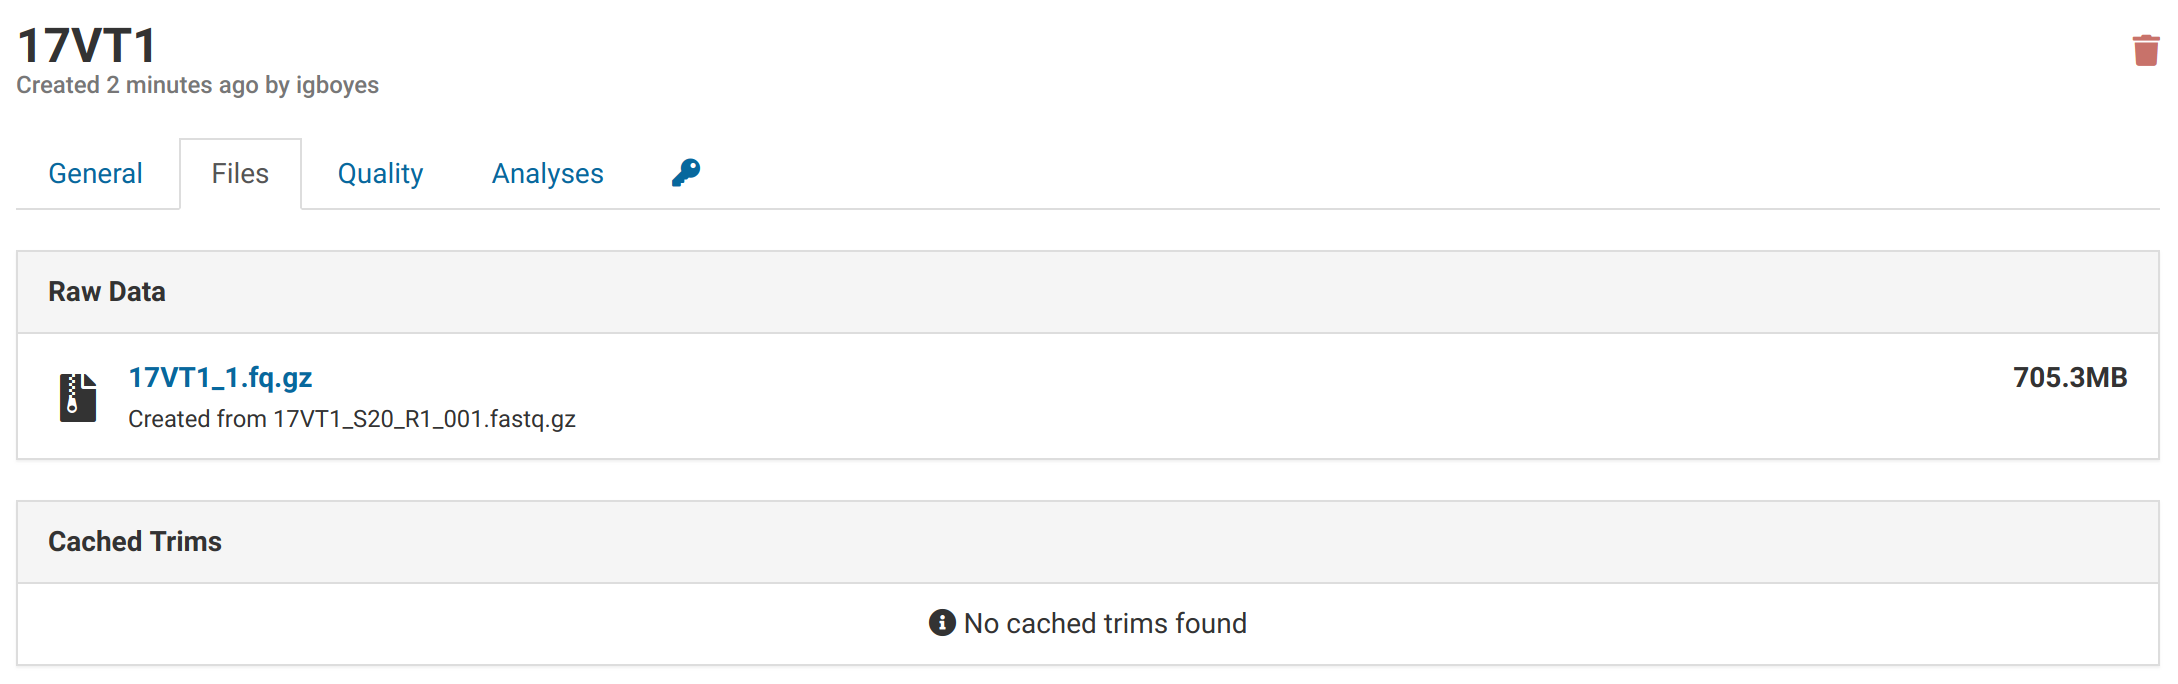 17VT1
Created 2 minutes ago by igboyes
General Files Quality Analyses
Raw Data
17VT1_1.fq.gz 705.3MB
Created from 17VT1_S20_R1_001.fastq.gz
Cached Trims
No cached trims found